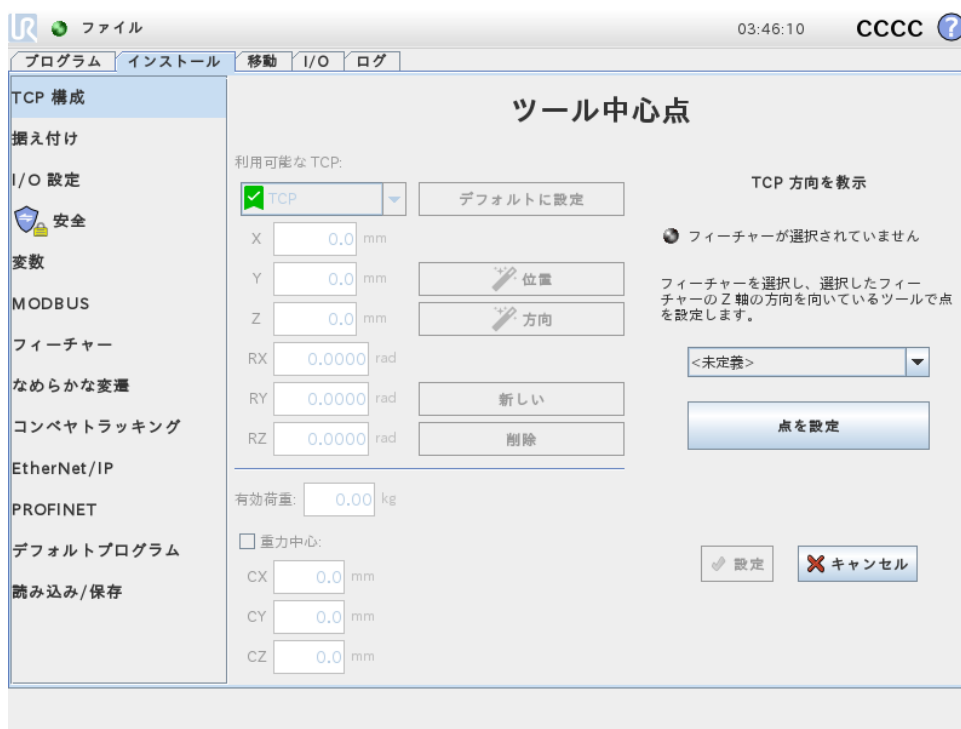 UR ファイル 03:46:10 CCCC ?
プログラム インストール 移動 I/O ログ
TCP 構成
据え付け
I/O 設定
安全
変数
MODBUS
フィーチャー
なめらかな変遷
コンベヤトラッキング
EtherNet/IP
PROFINET
デフォルトプログラム
読み込み/保存
ツール中心点
利用可能な TCP:
TCP デフォルトに設定
X 0.0 mm
Y 0.0 mm 位置
Z 0.0 mm 方向
RX 0.0000 rad
RY 0.0000 rad 新しい
RZ 0.0000 rad 削除
有効荷重: 0.00 kg
重力中心:
CX 0.0 mm
CY 0.0 mm
CZ 0.0 mm
TCP 方向を教示
フィーチャーが選択されていません
フィーチャーを選択し、選択したフィー
チャーのZ 軸の方向を向いているツールで点
を設定します。
<未定義>
点を設定
設定 キャンセル